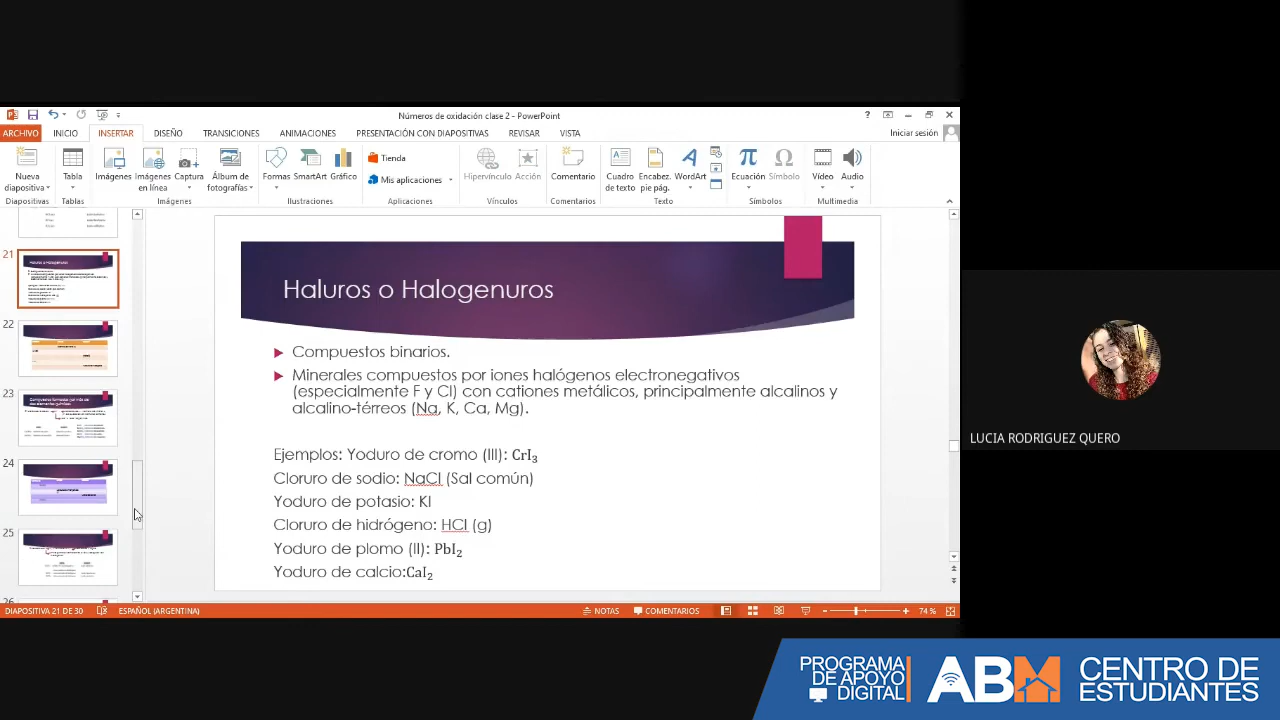 Números de oxidación clase 2 - PowerPoint
ARCHIVO INICIO INSERTAR DISEÑO TRANSICIONES ANIMACIONES PRESENTACIÓN CON DIAPOSITIVAS REVISAR VISTA Iniciar sesión
Nueva diapositiva
Tabla
Imágenes
Imágenes en línea
Captura
Álbum de fotografías
Formas
SmartArt
Gráfico
Tienda
Mis aplicaciones
Hipervínculo
Acción
Comentario
Cuadro de texto
Encabez. pie pág.
WordArt
Ecuación
Símbolo
Vídeo
Audio
Diapositivas Tablas Imágenes Ilustraciones Aplicaciones Vínculos Comentarios Texto Símbolos Multimedia
21
22
23
24
25
Haluros o Halogenuros
Compuestos binarios.
Minerales compuestos por iones halógenos electronegativos
(especialmente F y Cl) con cationes metálicos, principalmente alcalinos y
alcalino-térreos (Na, K, Ca, Mg).
Ejemplos: Yoduro de cromo (III): CrI₃
Cloruro de sodio: NaCl (Sal común)
Yoduro de potasio: KI
Cloruro de hidrógeno: HCl (g)
Yoduro de plomo (II): PbI₂
Yoduro de calcio:CaI₂
DIAPOSITIVA 21 DE 30 ESPAÑOL (ARGENTINA) NOTAS COMENTARIOS 74 %
LUCIA RODRIGUEZ QUERO
PROGRAMA
DE APOYO
DIGITAL
ABM
CENTRO DE
ESTUDIANTES